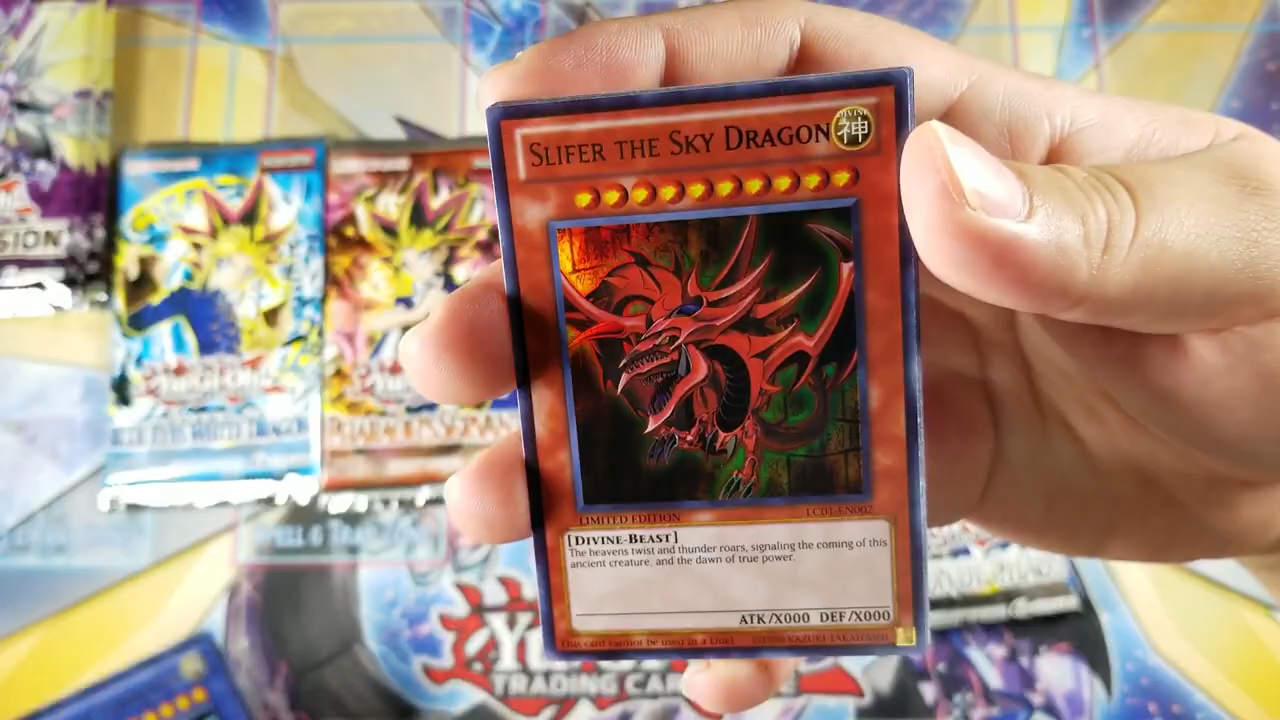 SLIFER THE SKY DRAGON
DIVINE
神
LIMITED EDITION
LC01-EN002
[DIVINE-BEAST]
The heavens twist and thunder roars, signaling the coming of this
ancient creature, and the dawn of true power.
ATK/X000 DEF/X000
This card cannot be used in a Duel
©1996 KAZUKI TAKAHASHI
TRADING CAR